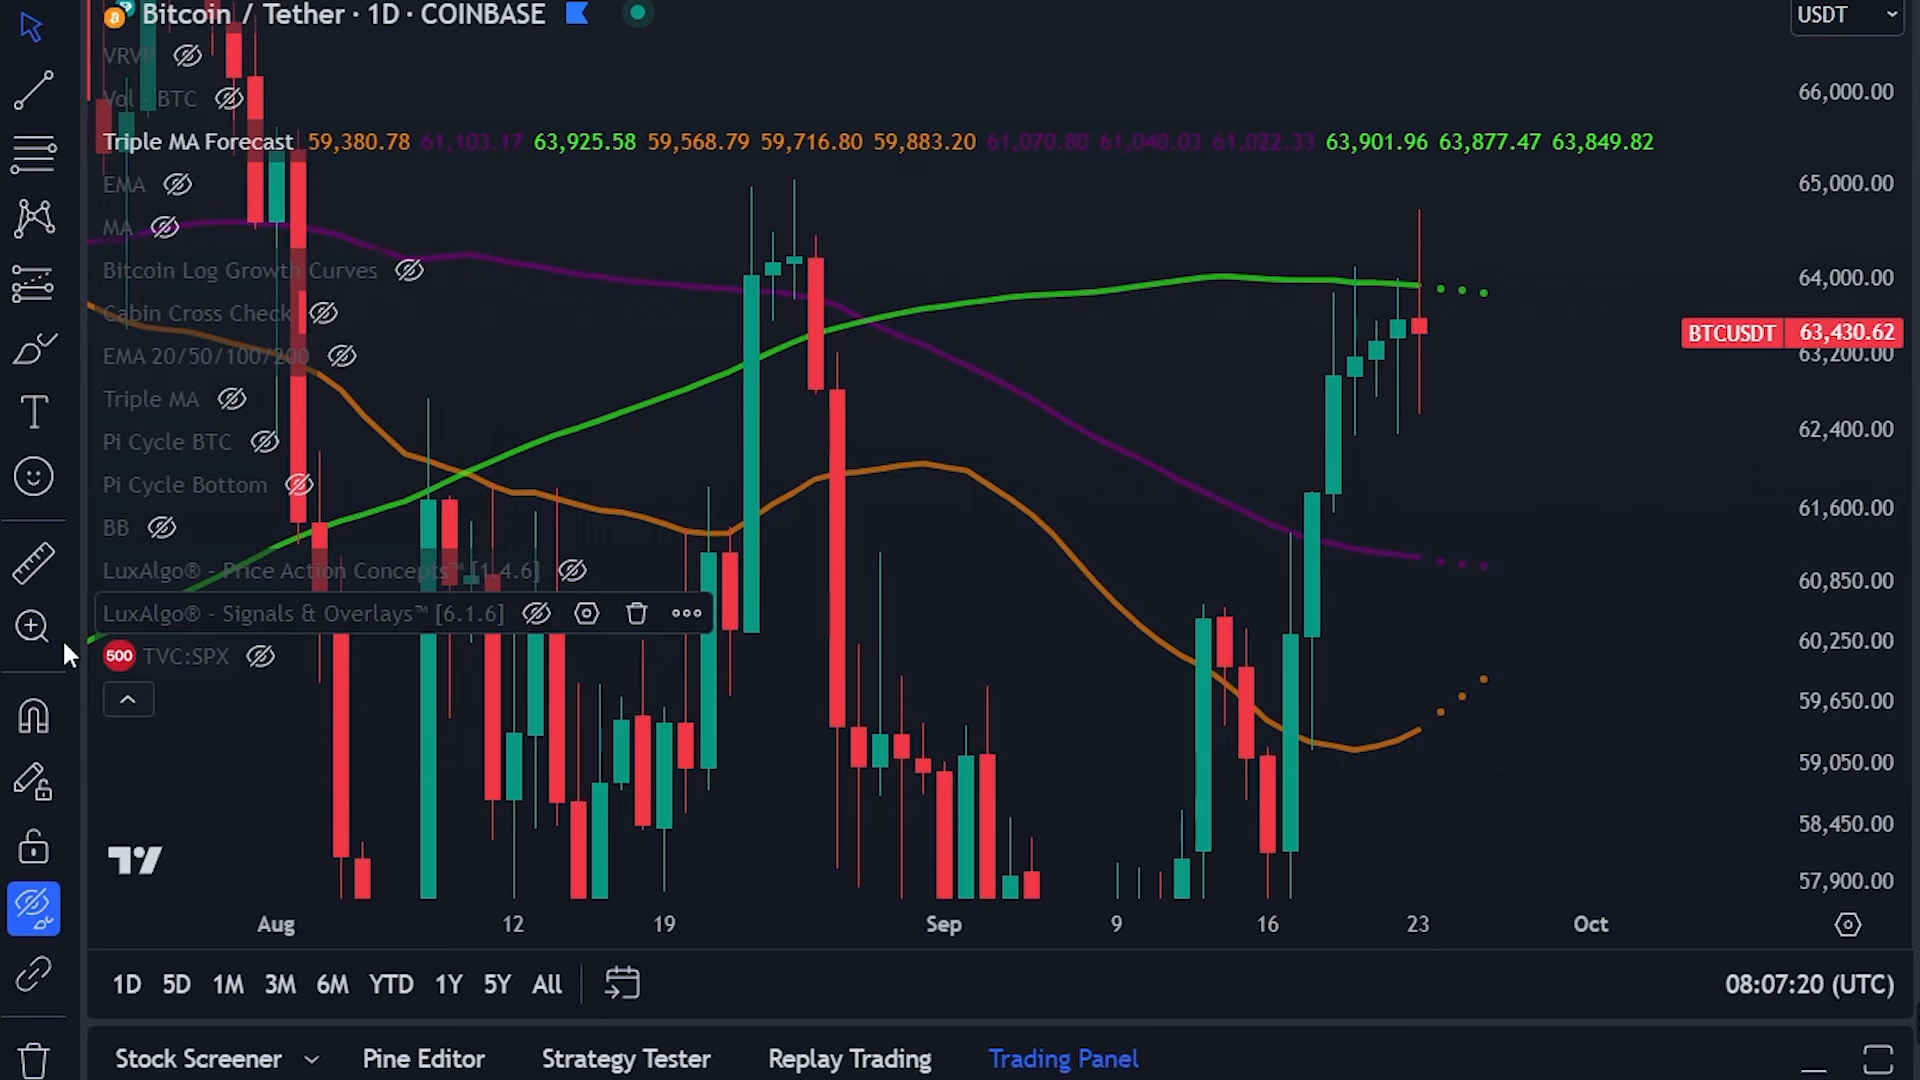 Bitcoin / Tether · 1D · COINBASE
USDT
VRVP
Vol · BTC
66,000.00
Triple MA Forecast 59,380.78 61,103.17 63,925.58 59,568.79 59,716.80 59,883.20 61,070.80 61,040.03 61,022.33 63,901.96 63,877.47 63,849.82
EMA
65,000.00
MA
Bitcoin Log Growth Curves
64,000.00
Cabin Cross Check
BTCUSDT 63,430.62
63,200.00
EMA 20/50/100/200
Triple MA
62,400.00
Pi Cycle BTC
Pi Cycle Bottom
61,600.00
BB
LuxAlgo® - Price Action Concepts™ [1.4.6]
60,850.00
LuxAlgo® - Signals & Overlays™ [6.1.6]
60,250.00
500 TVC:SPX
59,650.00
59,050.00
58,450.00
57,900.00
Aug 12 19 Sep 9 16 23 Oct
1D 5D 1M 3M 6M YTD 1Y 5Y All
08:07:20 (UTC)
Stock Screener Pine Editor Strategy Tester Replay Trading Trading Panel